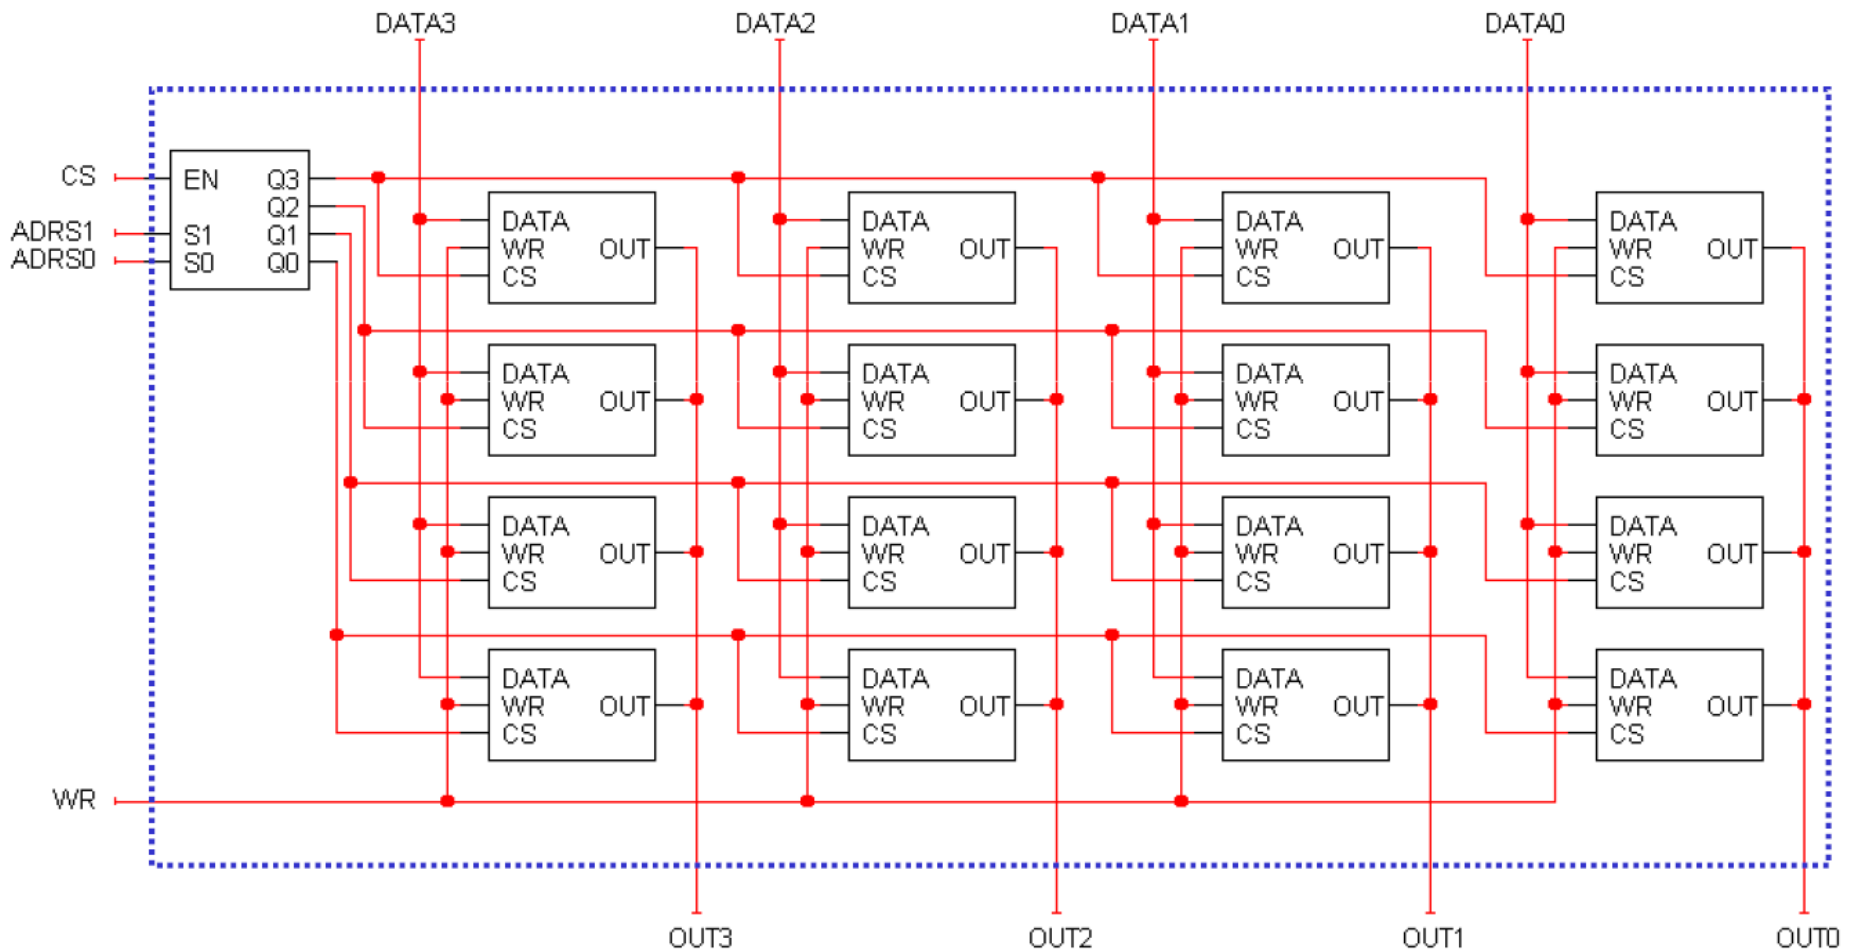 DATA3 DATA2 DATA1 DATA0
CS EN Q3
Q2
ADRS1 S1 Q1
ADRS0 S0 Q0
DATA DATA DATA DATA
WR OUT WR OUT WR OUT WR OUT
CS CS CS CS
DATA DATA DATA DATA
WR OUT WR OUT WR OUT WR OUT
CS CS CS CS
DATA DATA DATA DATA
WR OUT WR OUT WR OUT WR OUT
CS CS CS CS
DATA DATA DATA DATA
WR OUT WR OUT WR OUT WR OUT
CS CS CS CS
WR
OUT3 OUT2 OUT1 OUT0